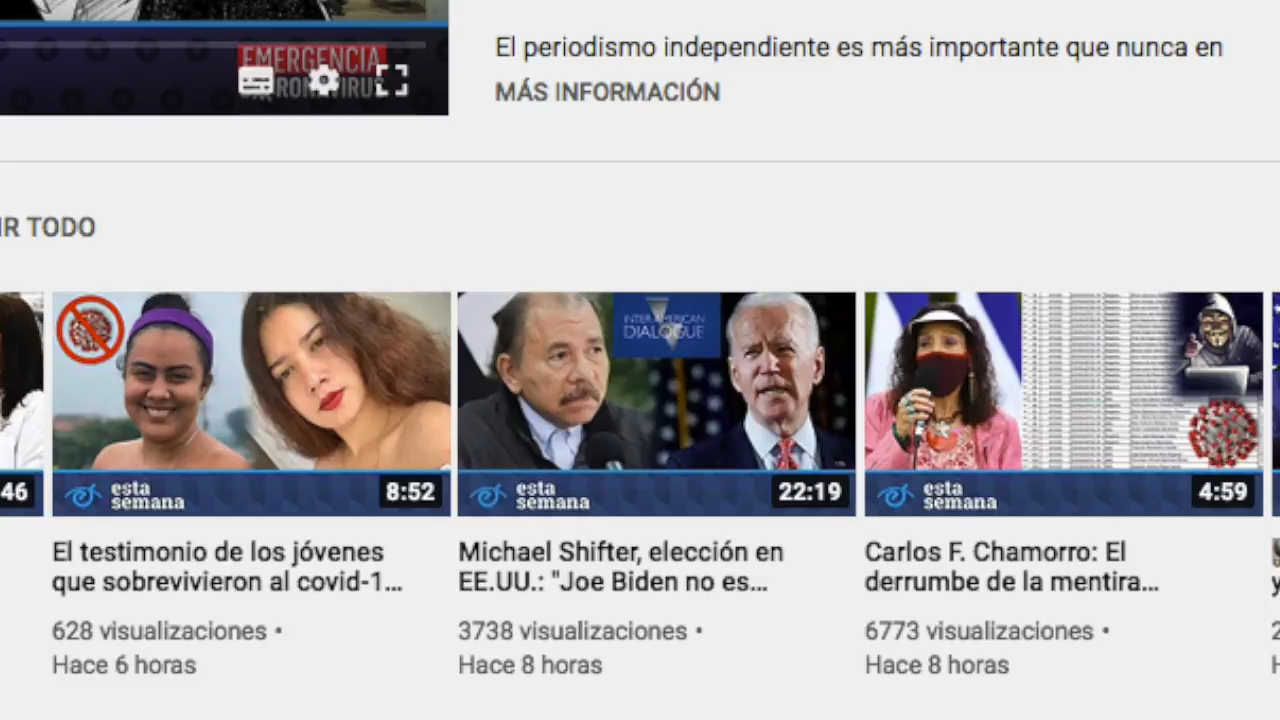 EMERGENCIA
El periodismo independiente es más importante que nunca en
MÁS INFORMACIÓN
IR TODO
INTER-AMERICAN
DIALOGUE
46
esta
semana
8:52
esta
semana
22:19
esta
semana
4:59
El testimonio de los jóvenes
que sobrevivieron al covid-1...
628 visualizaciones •
Hace 6 horas
Michael Shifter, elección en
EE.UU.: "Joe Biden no es...
3738 visualizaciones •
Hace 8 horas
Carlos F. Chamorro: El
derrumbe de la mentira...
6773 visualizaciones •
Hace 8 horas